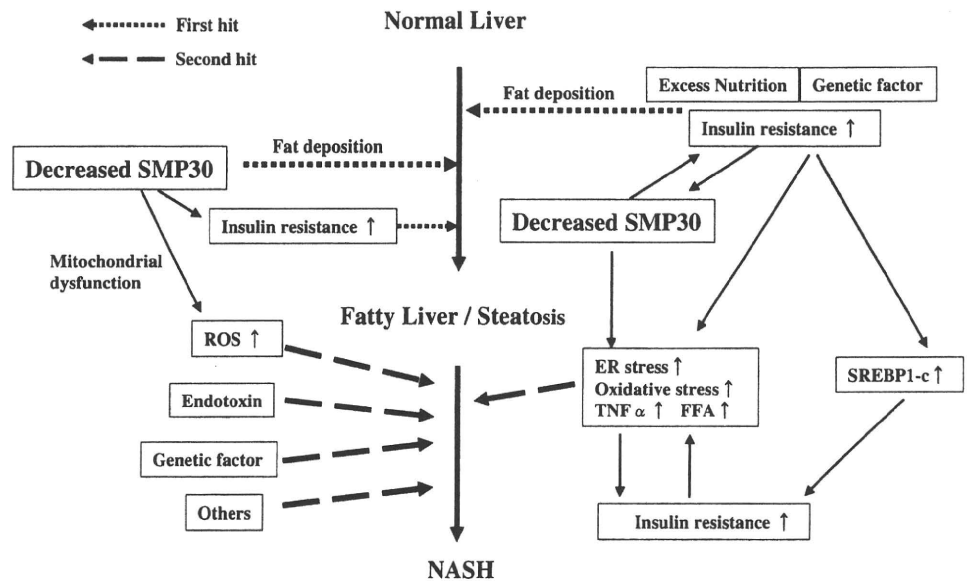 Normal Liver
First hit
Second hit
Excess Nutrition
Genetic factor
Fat deposition
Insulin resistance ↑
Fat deposition
Decreased SMP30
Insulin resistance ↑
Decreased SMP30
Mitochondrial
dysfunction
Fatty Liver / Steatosis
ROS ↑
ER stress ↑
Oxidative stress ↑
TNF α ↑ FFA ↑
SREBP1-c ↑
Endotoxin
Genetic factor
Others
Insulin resistance ↑
NASH